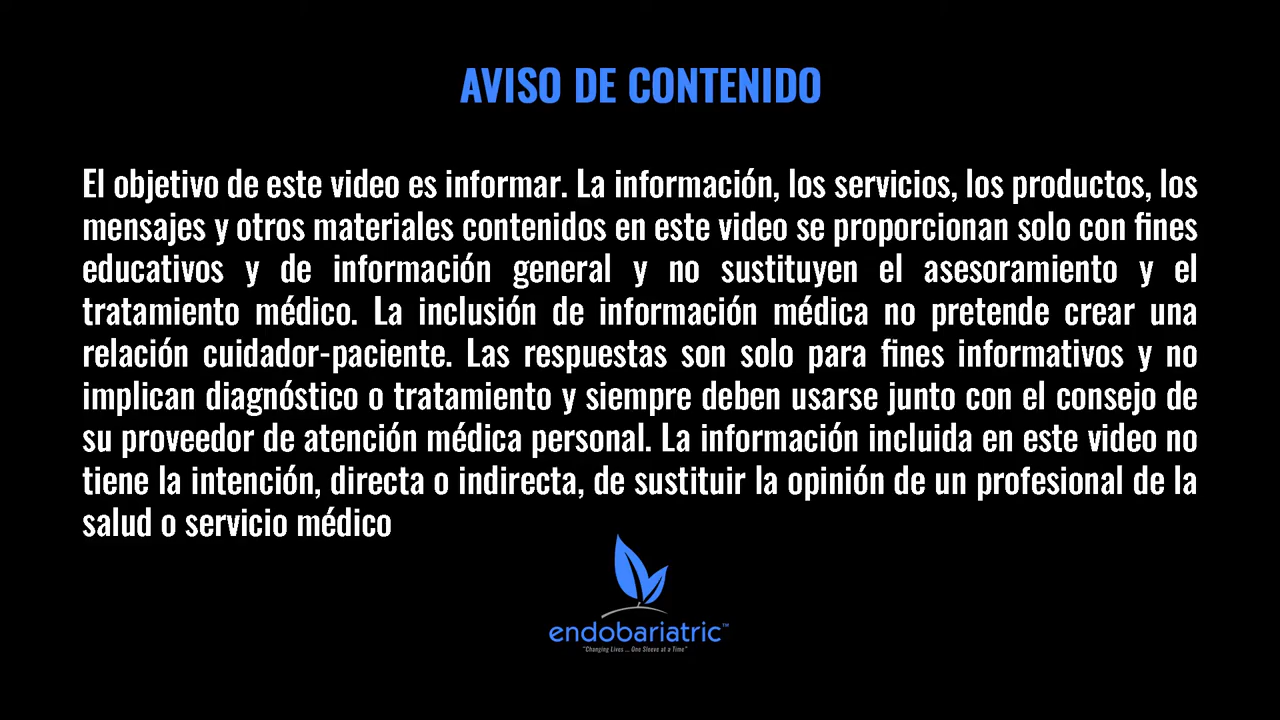 AVISO DE CONTENIDO
El objetivo de este video es informar. La información, los servicios, los productos, los
mensajes y otros materiales contenidos en este video se proporcionan solo con fines
educativos y de información general y no sustituyen el asesoramiento y el
tratamiento médico. La inclusión de información médica no pretende crear una
relación cuidador-paciente. Las respuestas son solo para fines informativos y no
implican diagnóstico o tratamiento y siempre deben usarse junto con el consejo de
su proveedor de atención médica personal. La información incluida en este video no
tiene la intención, directa o indirecta, de sustituir la opinión de un profesional de la
salud o servicio médico
endobariatric™
"Changing Lives ... One Sleeve at a Time"